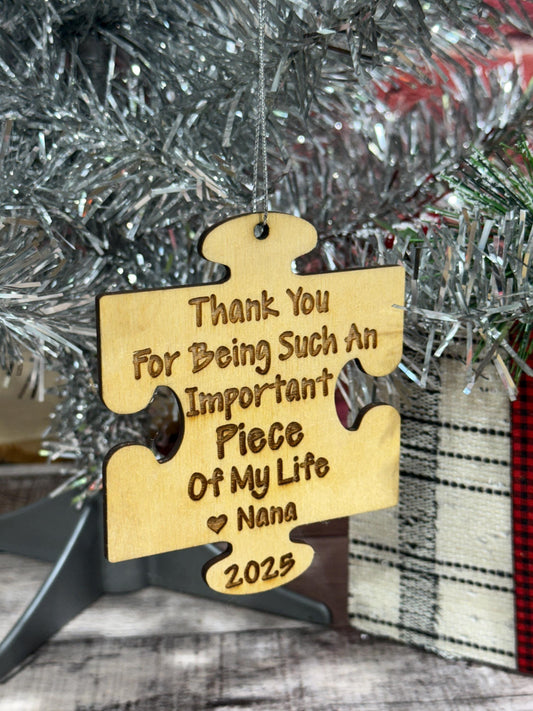 Thank You
For Being Such An
Important
Piece
Of My Life
♥ Nana
2025